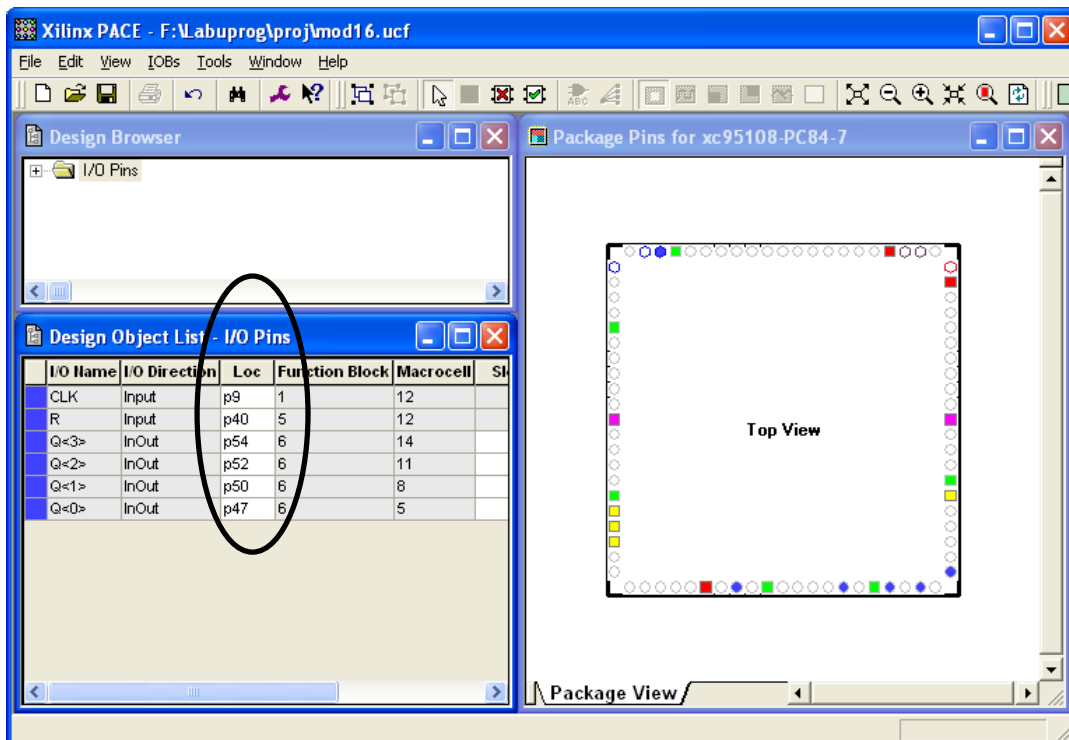 Xilinx PACE - F:\Labuprog\proj\mod16.ucf
File Edit View IOBs Tools Window Help
ABC
Design Browser
I/O Pins
Design Object List - I/O Pins
I/O Name I/O Direction Loc Function Block Macrocell Sl
CLK Input p9 1 12
R Input p40 5 12
Q<3> InOut p54 6 14
Q<2> InOut p52 6 11
Q<1> InOut p50 6 8
Q<0> InOut p47 6 5
Package Pins for xc95108-PC84-7
Top View
Package View